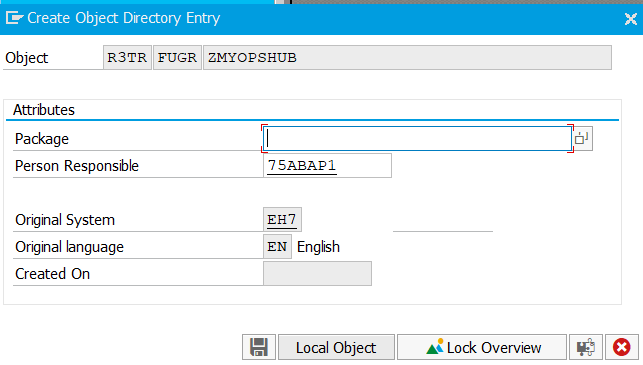 Create Object Directory Entry
Object R3TR FUGR ZMYOPSHUB
Attributes
Package
Person Responsible 75ABAP1
Original System EH7
Original language EN English
Created On
Local Object Lock Overview